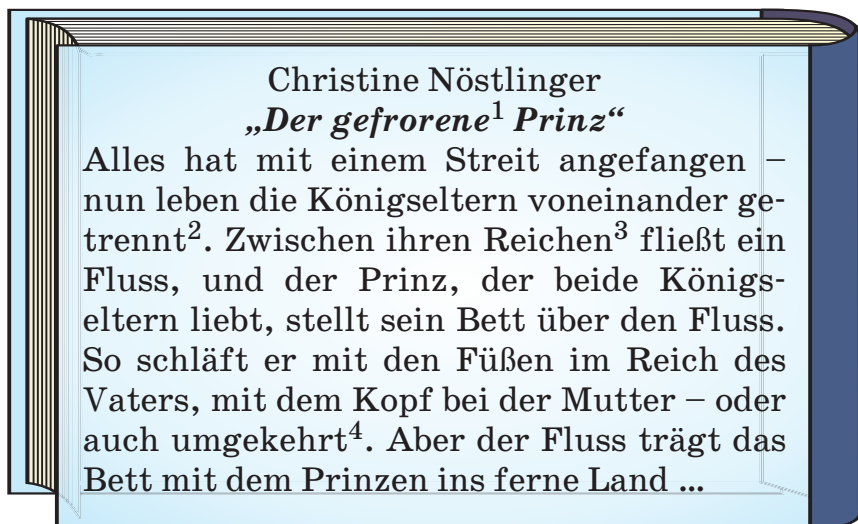 Christine Nöstlinger
„Der gefrorene¹ Prinz“
Alles hat mit einem Streit angefangen –
nun leben die Königseltern voneinander ge-
trennt². Zwischen ihren Reichen³ fließt ein
Fluss, und der Prinz, der beide Königs-
eltern liebt, stellt sein Bett über den Fluss.
So schläft er mit den Füßen im Reich des
Vaters, mit dem Kopf bei der Mutter – oder
auch umgekehrt⁴. Aber der Fluss trägt das
Bett mit dem Prinzen ins ferne Land ...